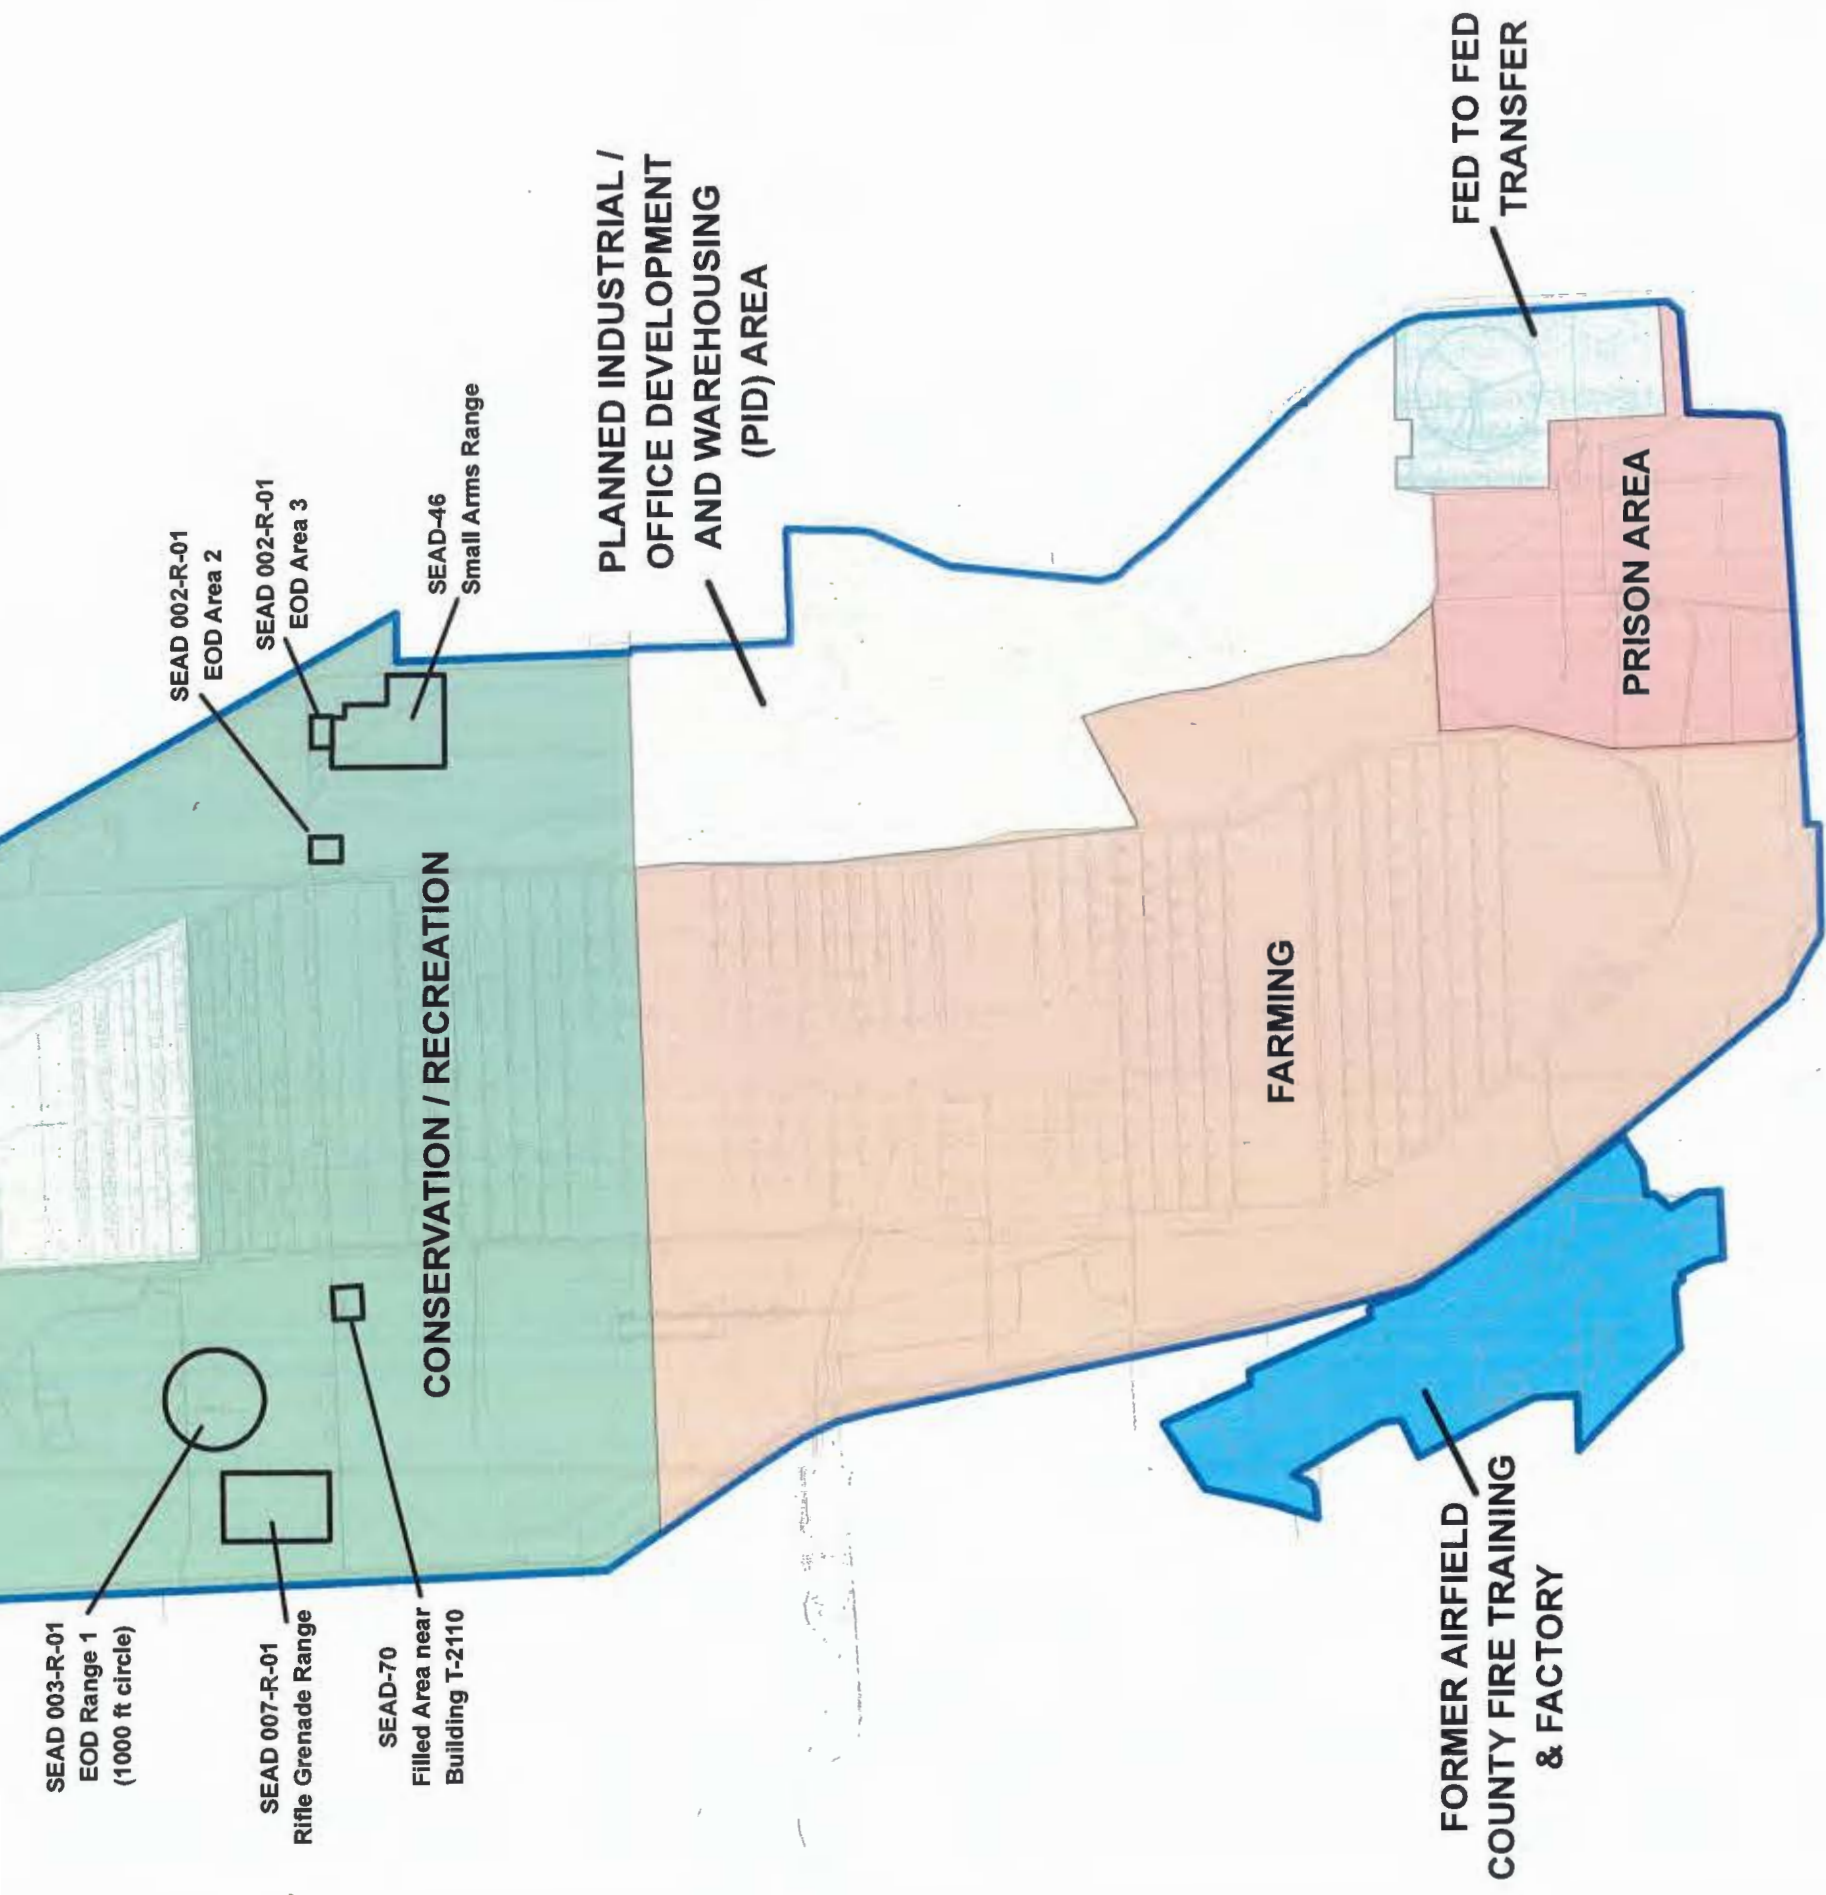 SEAD 003-R-01
EOD Range 1
(1000 ft circle)
SEAD 007-R-01
Rifle Grenade Range
SEAD-70
Filled Area near
Building T-2110
SEAD 002-R-01
EOD Area 2
SEAD 002-R-01
EOD Area 3
SEAD-46
Small Arms Range
CONSERVATION / RECREATION
PLANNED INDUSTRIAL /
OFFICE DEVELOPMENT
AND WAREHOUSING
(PID) AREA
FARMING
FORMER AIRFIELD
COUNTY FIRE TRAINING
& FACTORY
PRISON AREA
FED TO FED
TRANSFER